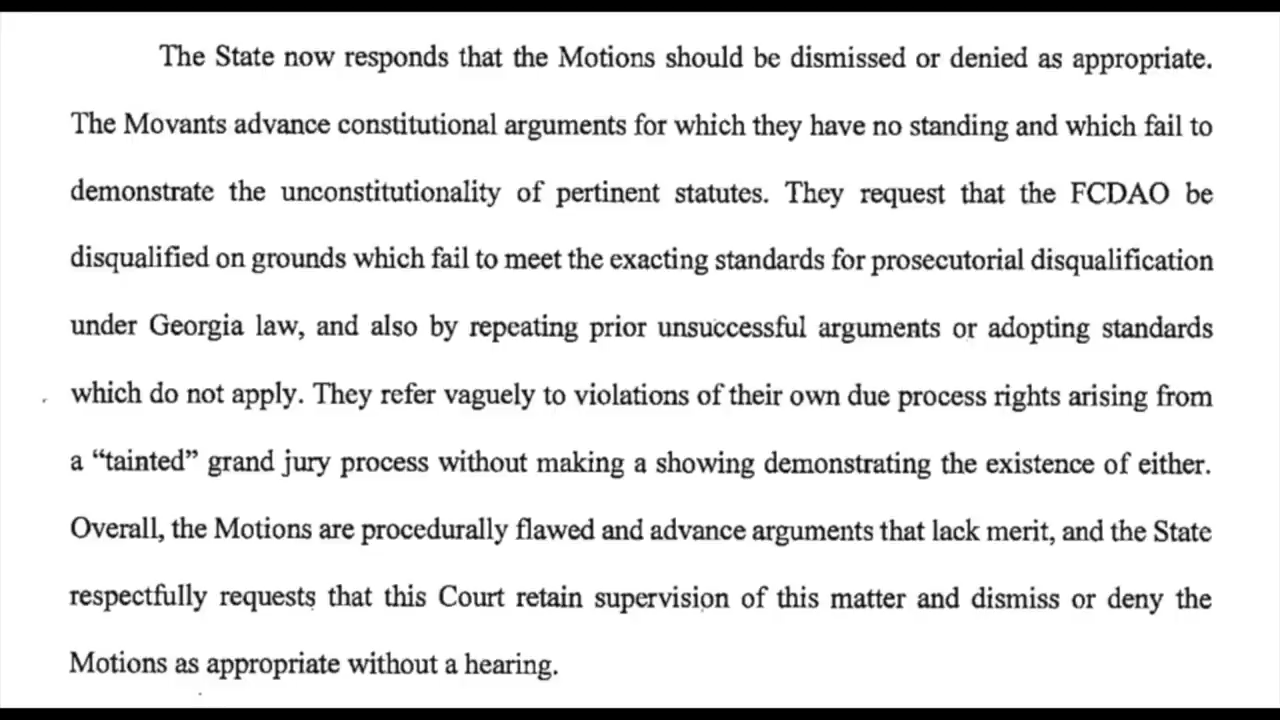 The State now responds that the Motions should be dismissed or denied as appropriate.
The Movants advance constitutional arguments for which they have no standing and which fail to
demonstrate the unconstitutionality of pertinent statutes. They request that the FCDAO be
disqualified on grounds which fail to meet the exacting standards for prosecutorial disqualification
under Georgia law, and also by repeating prior unsuccessful arguments or adopting standards
which do not apply. They refer vaguely to violations of their own due process rights arising from
a “tainted” grand jury process without making a showing demonstrating the existence of either.
Overall, the Motions are procedurally flawed and advance arguments that lack merit, and the State
respectfully requests that this Court retain supervision of this matter and dismiss or deny the
Motions as appropriate without a hearing.